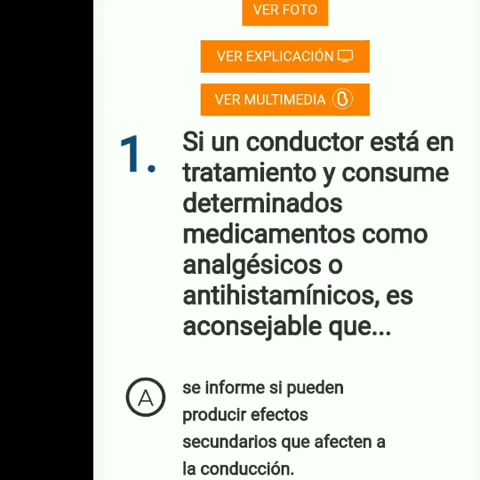 VER FOTO
VER EXPLICACIÓN
VER MULTIMEDIA
1. Si un conductor está en
tratamiento y consume
determinados
medicamentos como
analgésicos o
antihistamínicos, es
aconsejable que...
A se informe si pueden
producir efectos
secundarios que afecten a
la conducción.